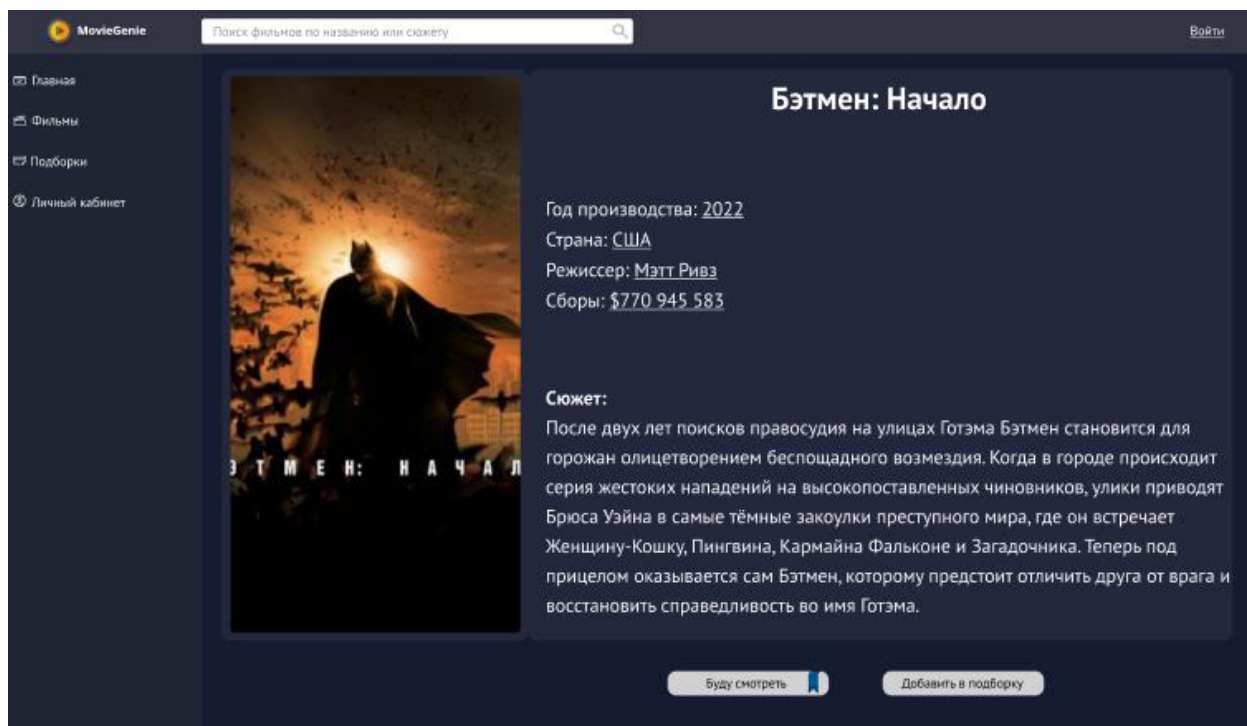 MovieGenie
Поиск фильмов по названию или сюжету
Войти
Главная
Фильмы
Подборки
Личный кабинет
ЭТМЕН: НАЧАЛ
Бэтмен: Начало
Год производства: 2022
Страна: США
Режиссер: Мэтт Ривз
Сборы: $770 945 583
Сюжет:
После двух лет поисков правосудия на улицах Готэма Бэтмен становится для
горожан олицетворением беспощадного возмездия. Когда в городе происходит
серия жестоких нападений на высокопоставленных чиновников, улики приводят
Брюса Уэйна в самые тёмные закоулки преступного мира, где он встречает
Женщину-Кошку, Пингвина, Кармайна Фальконе и Загадочника. Теперь под
прицелом оказывается сам Бэтмен, которому предстоит отличить друга от врага и
восстановить справедливость во имя Готэма.
Буду смотреть
Добавить в подборку